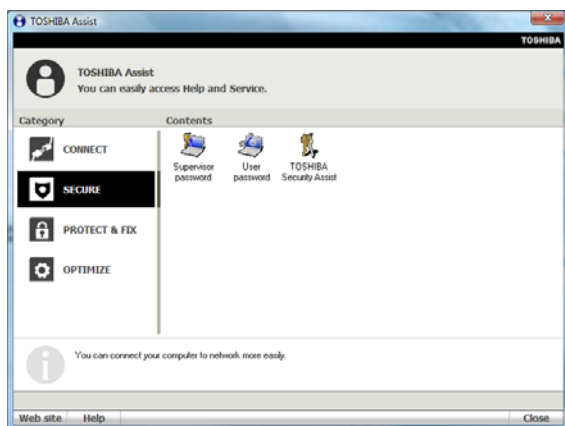 TOSHIBA Assist
TOSHIBA
TOSHIBA Assist
You can easily access Help and Service.
Category
Contents
CONNECT
SECURE
PROTECT & FIX
OPTIMIZE
Supervisor password
User password
TOSHIBA Security Assist
You can connect your computer to network more easily.
Web site
Help
Close